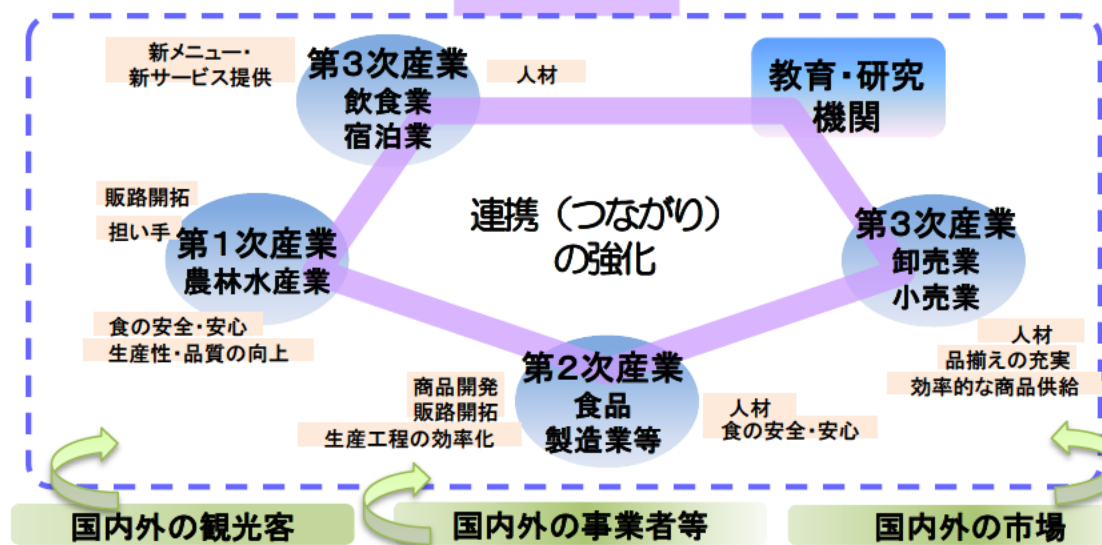 新メニュー・
新サービス提供
第3次産業
飲食業
宿泊業
人材
教育・研究
機関
販路開拓
担い手
第1次産業
農林水産業
食の安全・安心
生産性・品質の向上
連携（つながり）
の強化
第3次産業
卸売業
小売業
人材
品揃えの充実
効率的な商品供給
商品開発
販路開拓
生産工程の効率化
第2次産業
食品
製造業等
人材
食の安全・安心
国内外の観光客
国内外の事業者等
国内外の市場